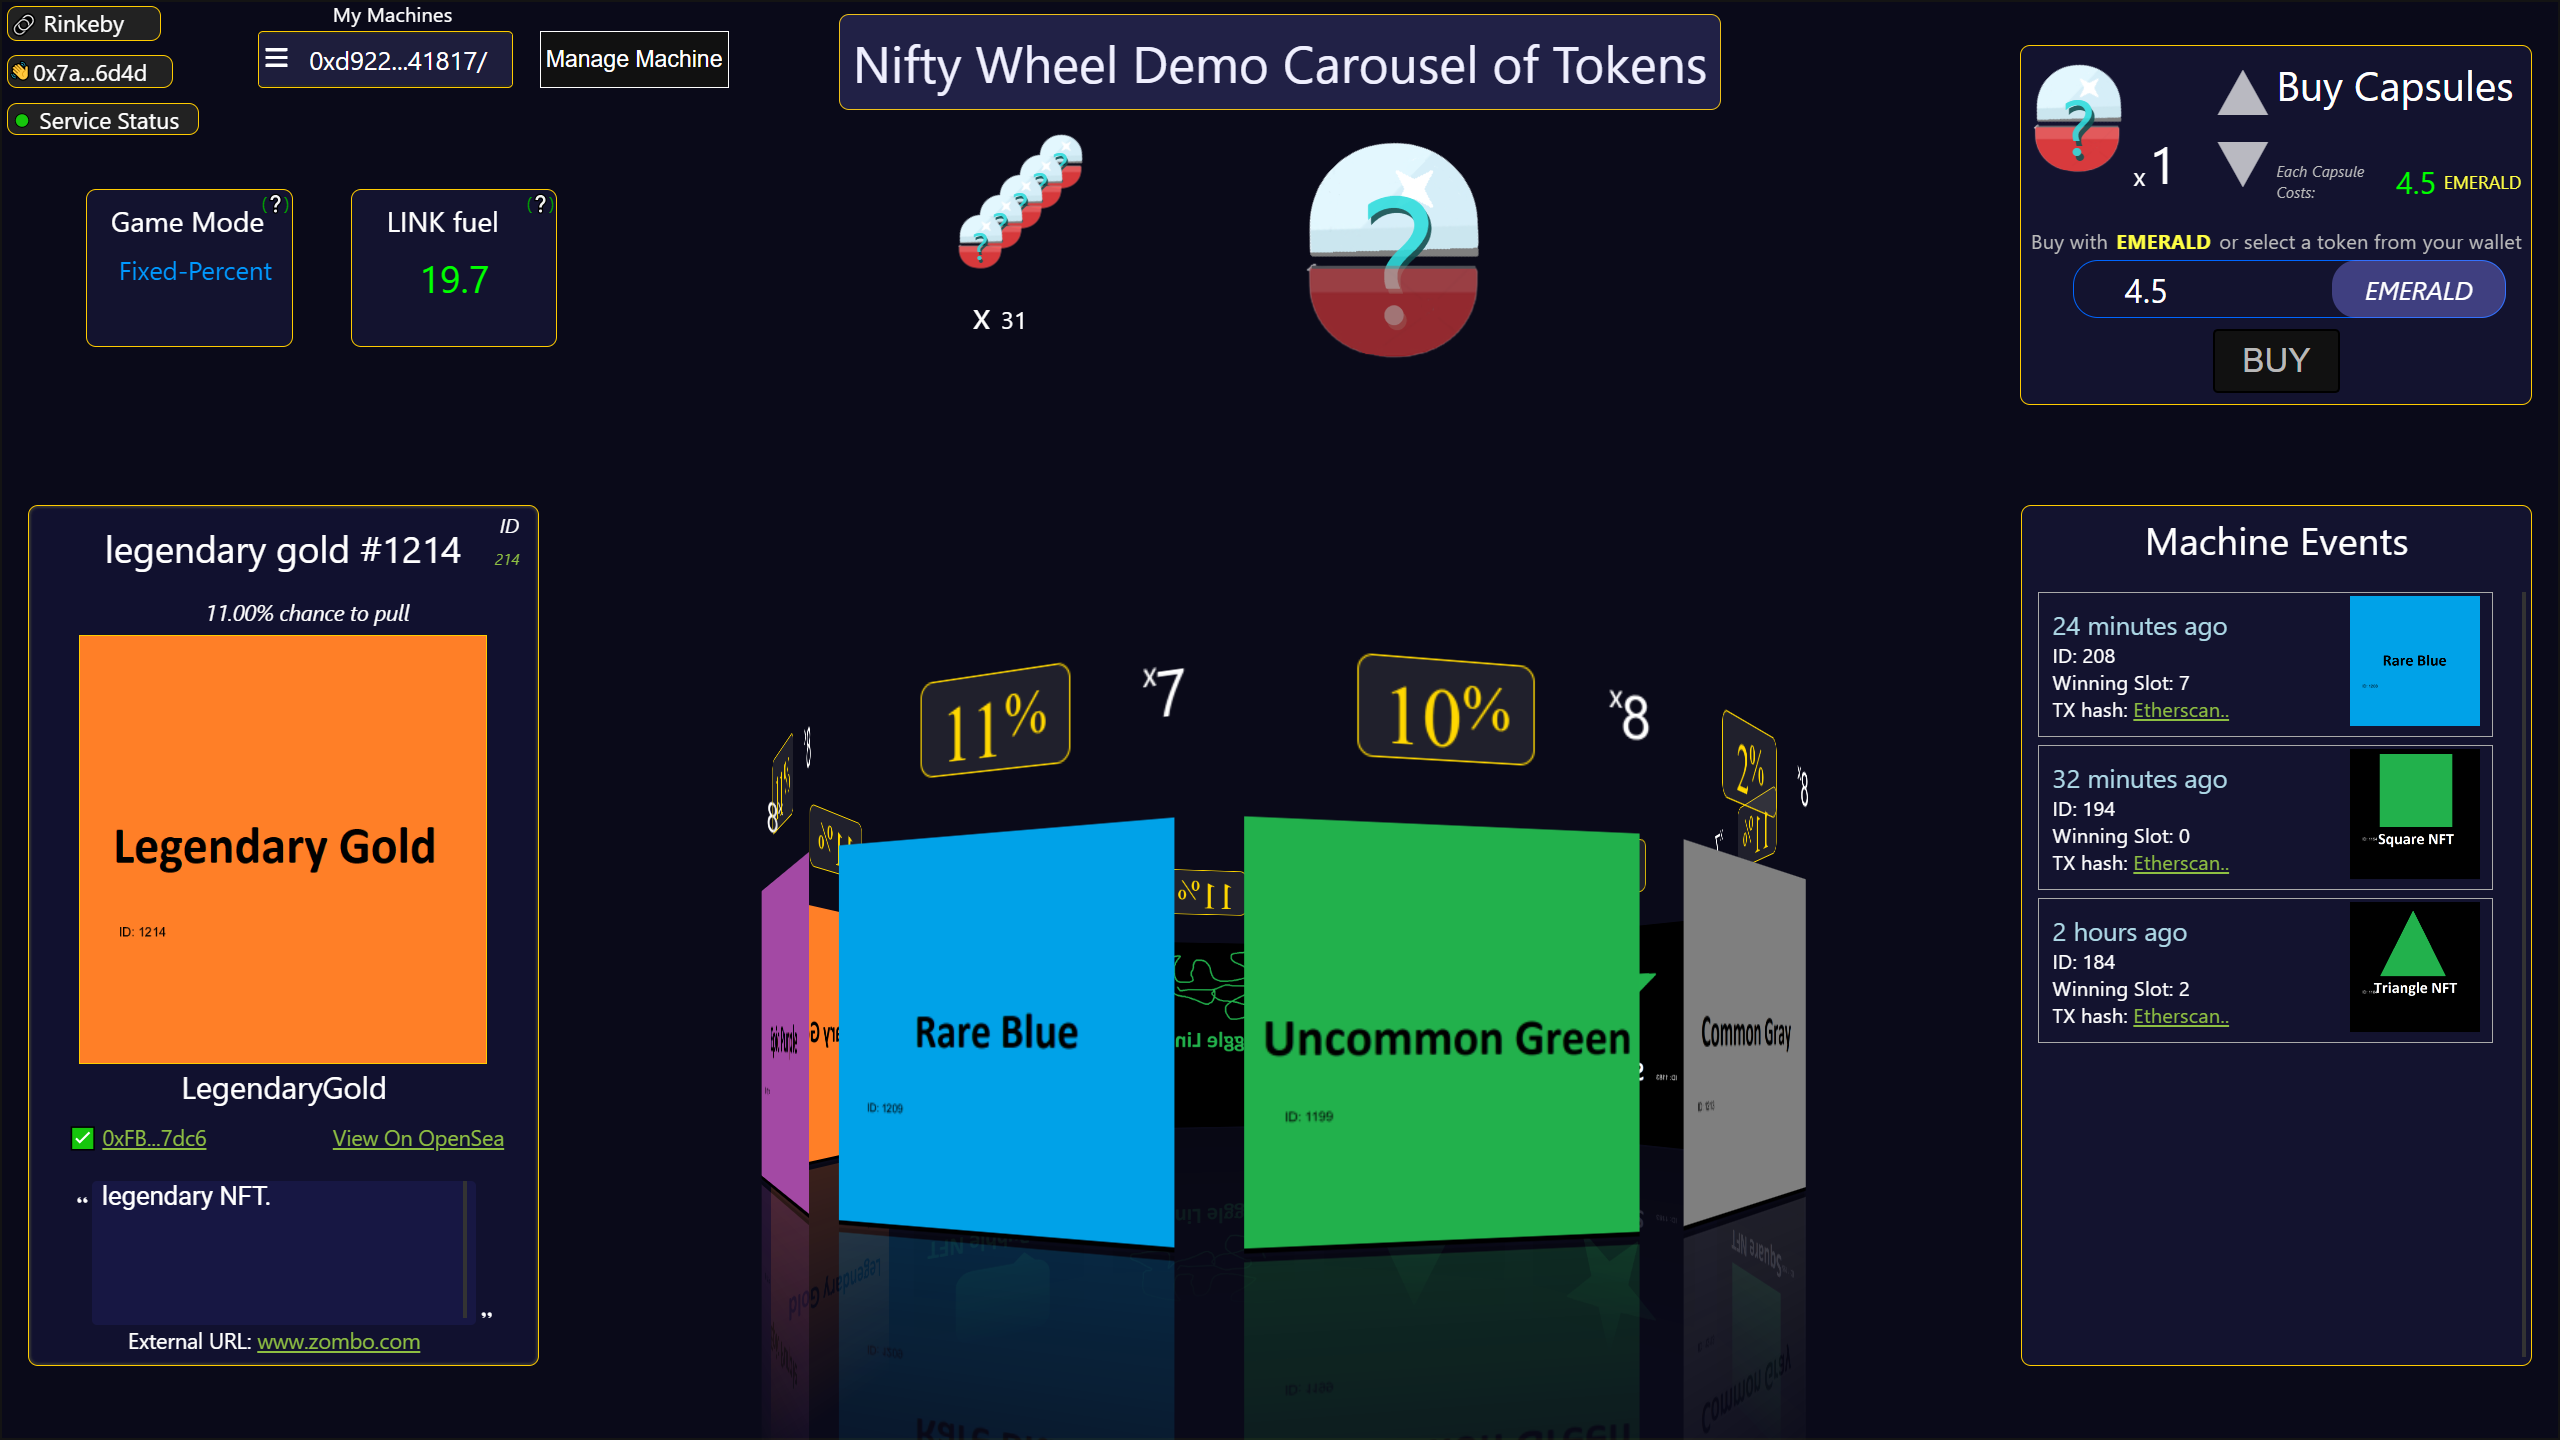 Rinkeby
0x7a...6d4d
Service Status
My Machines
0xd922...41817/
Manage Machine
Nifty Wheel Demo Carousel of Tokens
Game Mode
(?)
Fixed-Percent
LINK fuel
(?)
19.7
X 31
x 1
Buy Capsules
Each Capsule
Costs:
4.5 EMERALD
Buy with EMERALD or select a token from your wallet
4.5
EMERALD
BUY
legendary gold #1214
ID
214
11.00% chance to pull
Legendary Gold
ID: 1214
LegendaryGold
0xFB...7dc6
View On OpenSea
“ legendary NFT. ”
External URL: www.zombo.com
11%
x7
10%
x8
2%
x8
x8
11%
11%
Epic Purple
Rare Blue
ID: 1209
Uncommon Green
ID: 1199
Common Gray
Machine Events
24 minutes ago
ID: 208
Winning Slot: 7
TX hash: Etherscan..
Rare Blue
32 minutes ago
ID: 194
Winning Slot: 0
TX hash: Etherscan..
Square NFT
2 hours ago
ID: 184
Winning Slot: 2
TX hash: Etherscan..
Triangle NFT